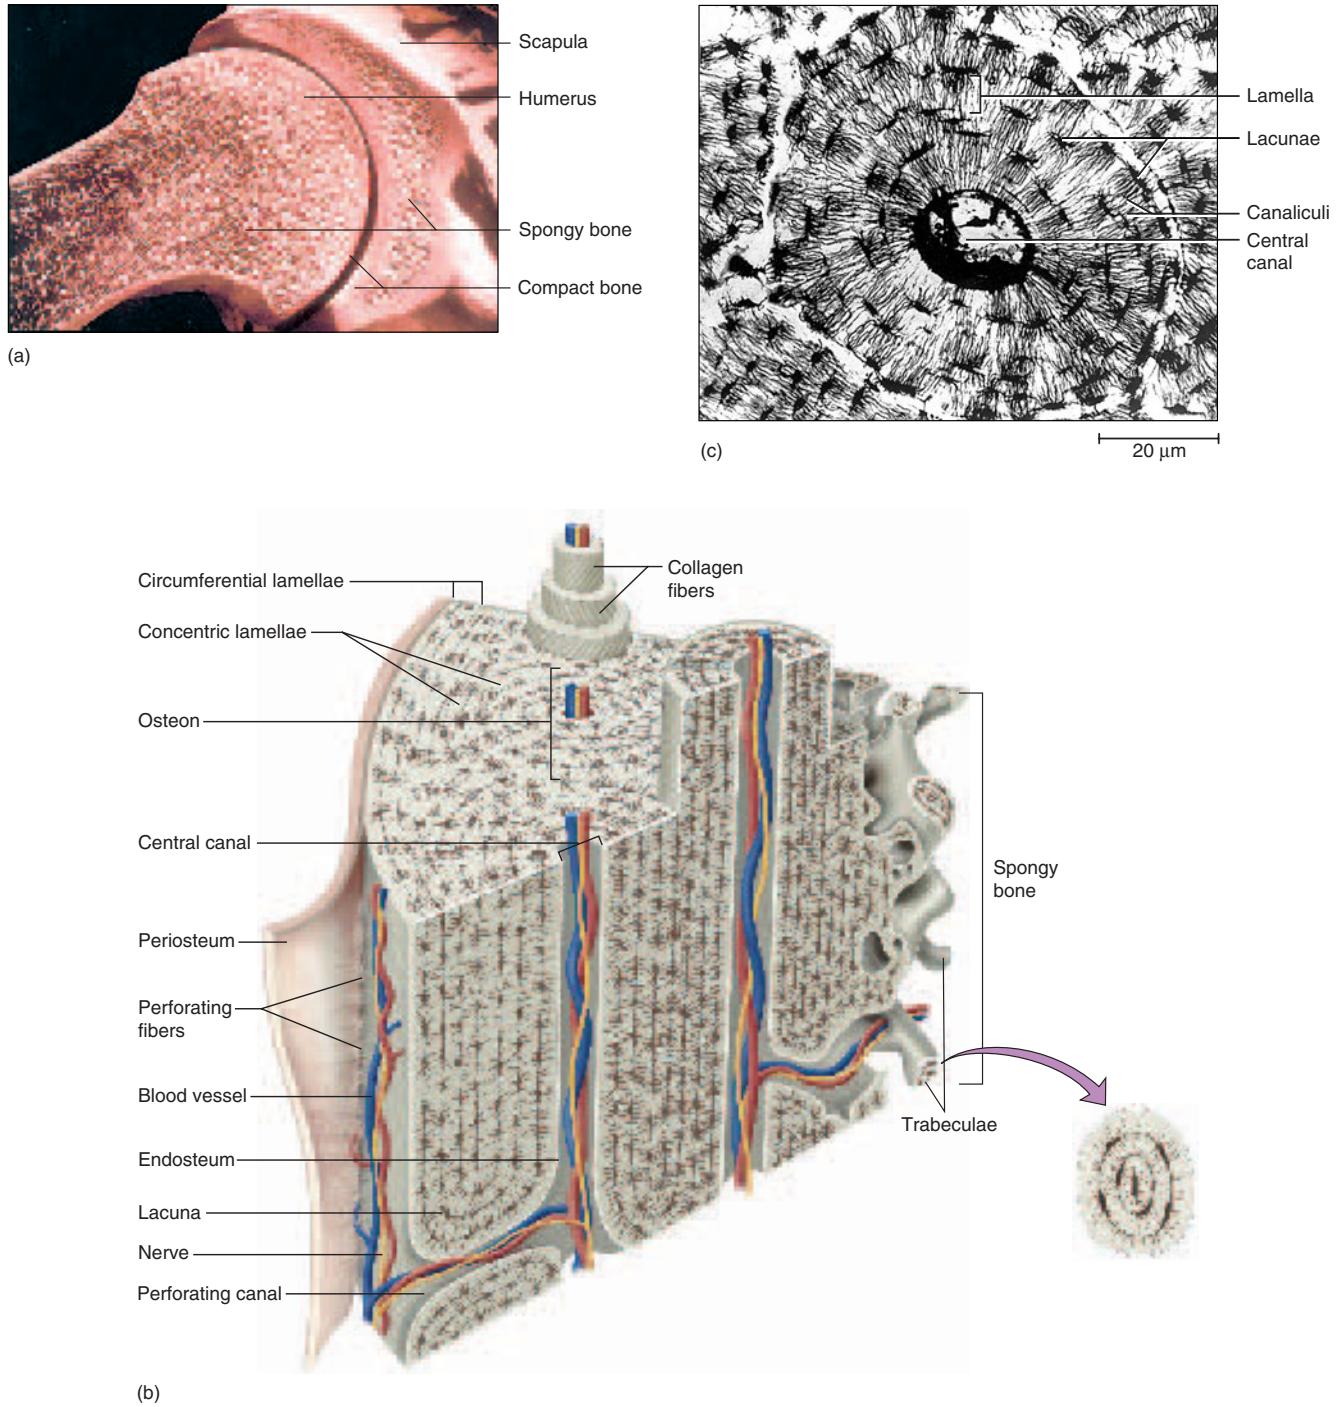 Scapula
Humerus
Spongy bone
Compact bone
(a)
Lamella
Lacunae
Canaliculi
Central
canal
(c)
20 μm
Circumferential lamellae
Concentric lamellae
Osteon
Central canal
Periosteum
Perforating
fibers
Blood vessel
Endosteum
Lacuna
Nerve
Perforating canal
Collagen
fibers
Spongy
bone
Trabeculae
(b)